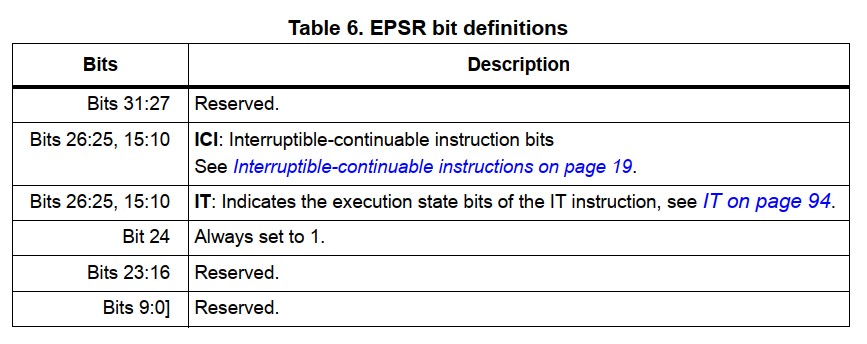 Table 6. EPSR bit definitions
Bits Description
Bits 31:27 Reserved.
Bits 26:25, 15:10 ICI: Interruptible-continuable instruction bits
See Interruptible-continuable instructions on page 19.
Bits 26:25, 15:10 IT: Indicates the execution state bits of the IT instruction, see IT on page 94.
Bit 24 Always set to 1.
Bits 23:16 Reserved.
Bits 9:0] Reserved.